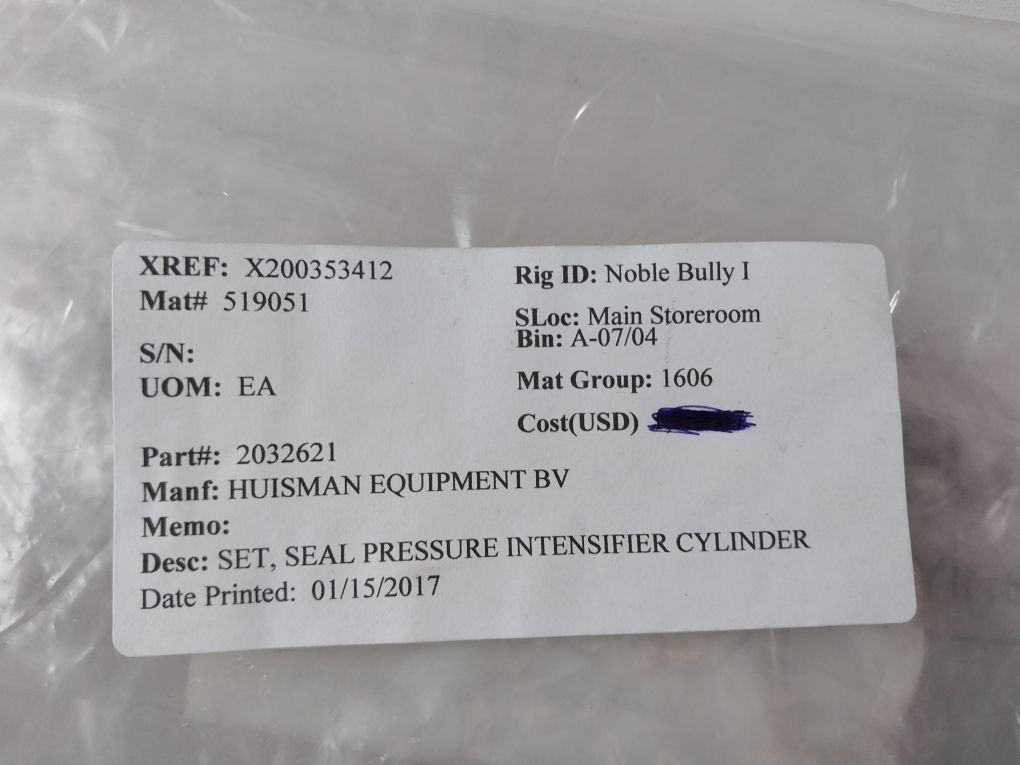 XREF: X200353412
Mat# 519051
S/N:
UOM: EA
Rig ID: Noble Bully I
SLoc: Main Storeroom
Bin: A-07/04
Mat Group: 1606
Cost(USD)
Part#: 2032621
Manf: HUISMAN EQUIPMENT BV
Memo:
Desc: SET, SEAL PRESSURE INTENSIFIER CYLINDER
Date Printed: 01/15/2017